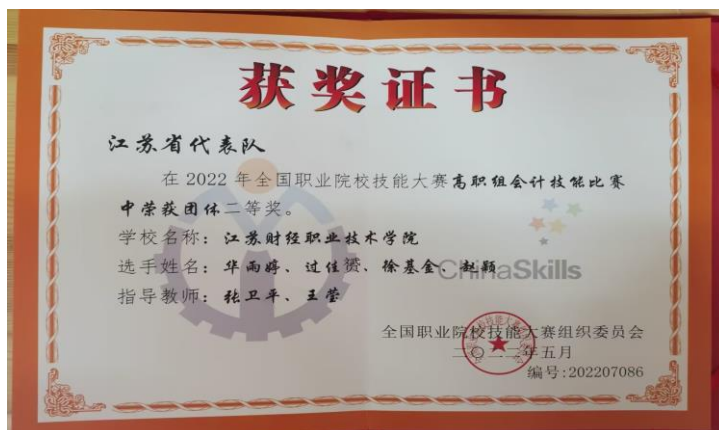 获奖证书
江苏省代表队
在 2022 年全国职业院校技能大赛高职组会计技能比赛
中荣获团体二等奖。
学校名称：江苏财经职业技术学院
选手姓名：华雨婷、过佳赟、徐基金、赵颖
指导教师：张卫平、王莹
ChinaSkills
全国职业院校技能大赛组织委员会
二〇二二年五月
编号:202207086